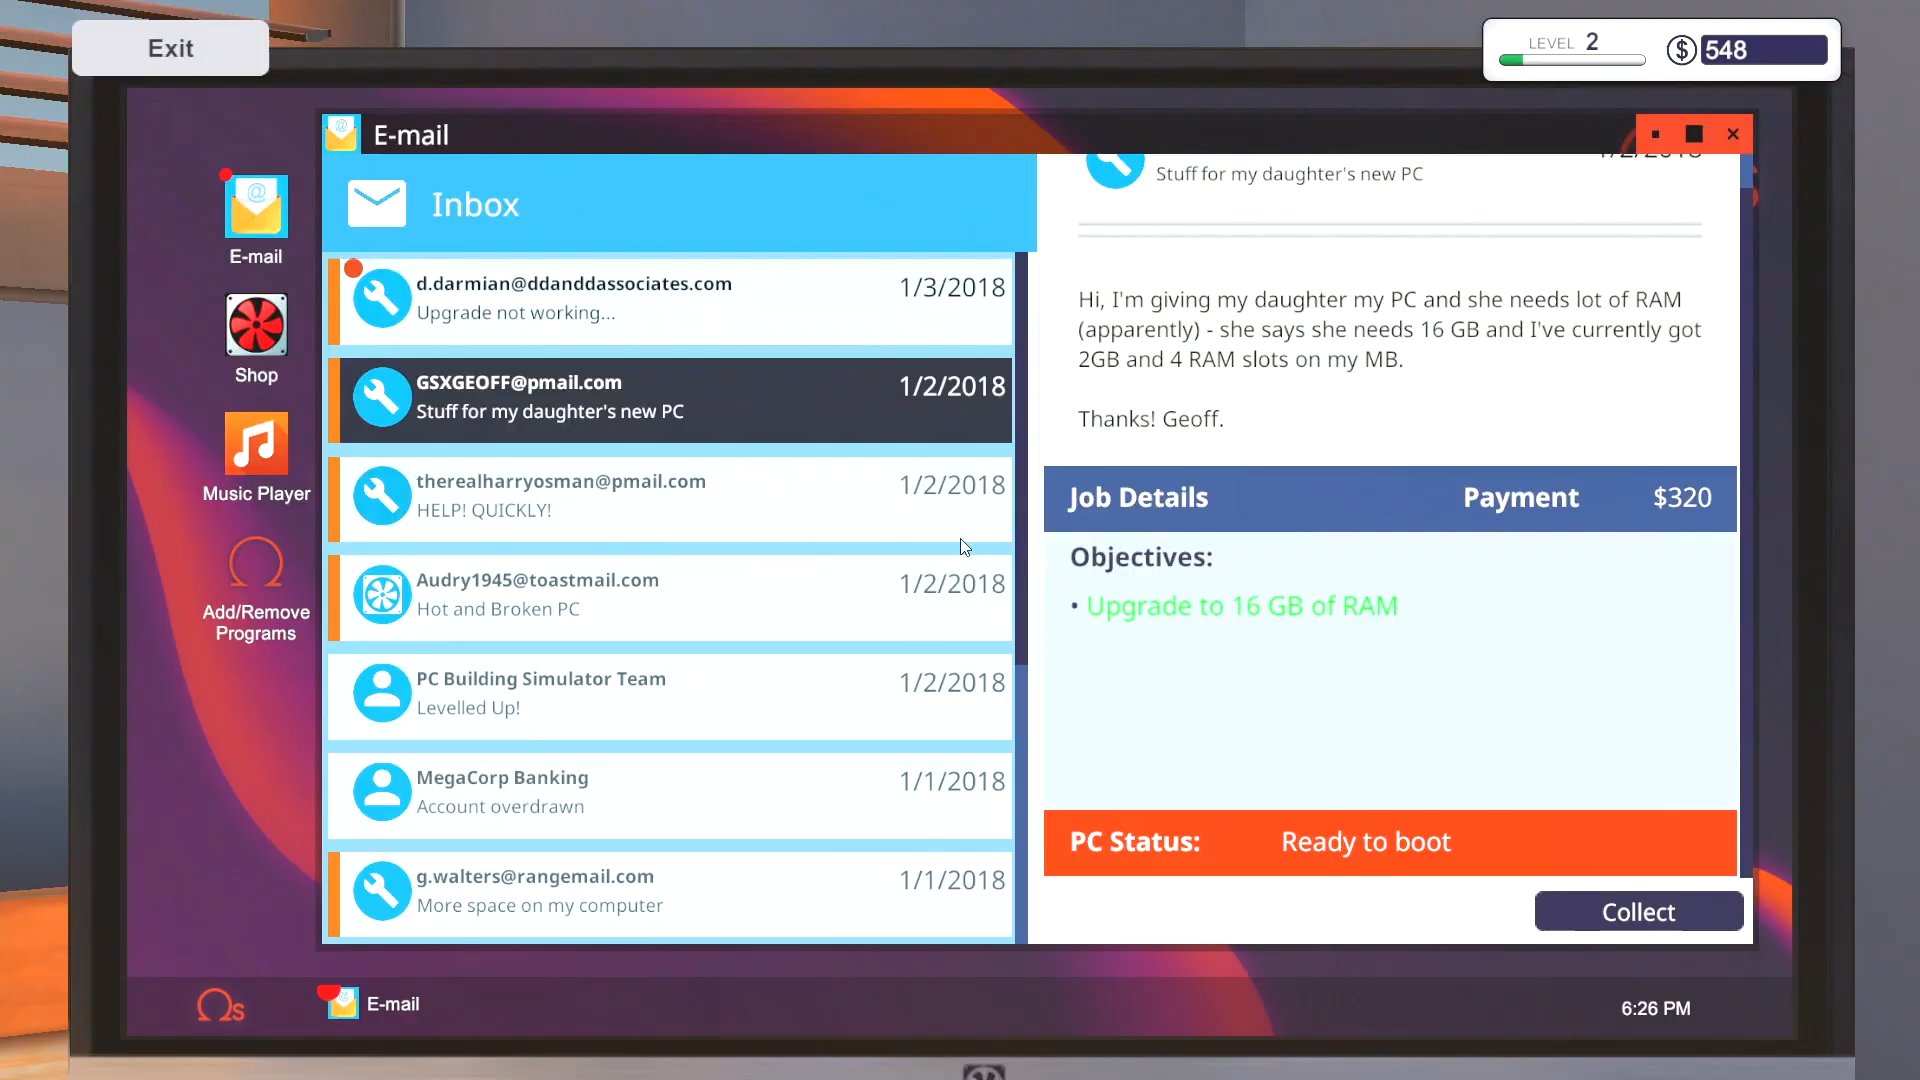 Exit
LEVEL 2
$ 548
E-mail
E-mail
Shop
Music Player
Add/Remove
Programs
Inbox
d.darmian@ddanddassociates.com
1/3/2018
Upgrade not working...
GSXGEOFF@pmail.com
1/2/2018
Stuff for my daughter's new PC
therealharryosman@pmail.com
1/2/2018
HELP! QUICKLY!
Audry1945@toastmail.com
1/2/2018
Hot and Broken PC
PC Building Simulator Team
1/2/2018
Levelled Up!
MegaCorp Banking
1/1/2018
Account overdrawn
g.walters@rangemail.com
1/1/2018
More space on my computer
1/2/2018
Stuff for my daughter's new PC
Hi, I'm giving my daughter my PC and she needs lot of RAM
(apparently) - she says she needs 16 GB and I've currently got
2GB and 4 RAM slots on my MB.
Thanks! Geoff.
Job Details Payment $320
Objectives:
• Upgrade to 16 GB of RAM
PC Status: Ready to boot
Collect
Ωs
E-mail
6:26 PM